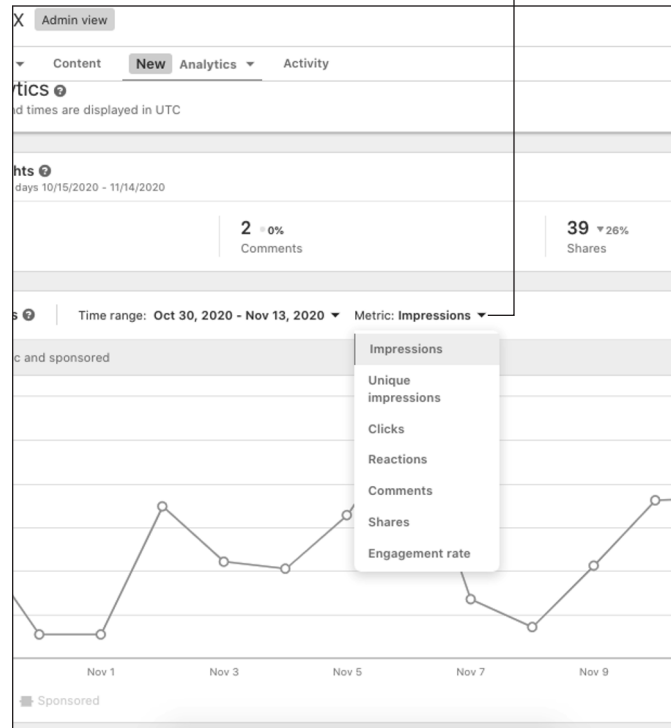 X Admin view
Content New Analytics Activity
tics
nd times are displayed in UTC
hts
days 10/15/2020 - 11/14/2020
2 0%
Comments
39 ▼26%
Shares
s Time range: Oct 30, 2020 - Nov 13, 2020 ▼ Metric: Impressions ▼
c and sponsored
Impressions
Unique
impressions
Clicks
Reactions
Comments
Shares
Engagement rate
Nov 1 Nov 3 Nov 5 Nov 7 Nov 9
Sponsored